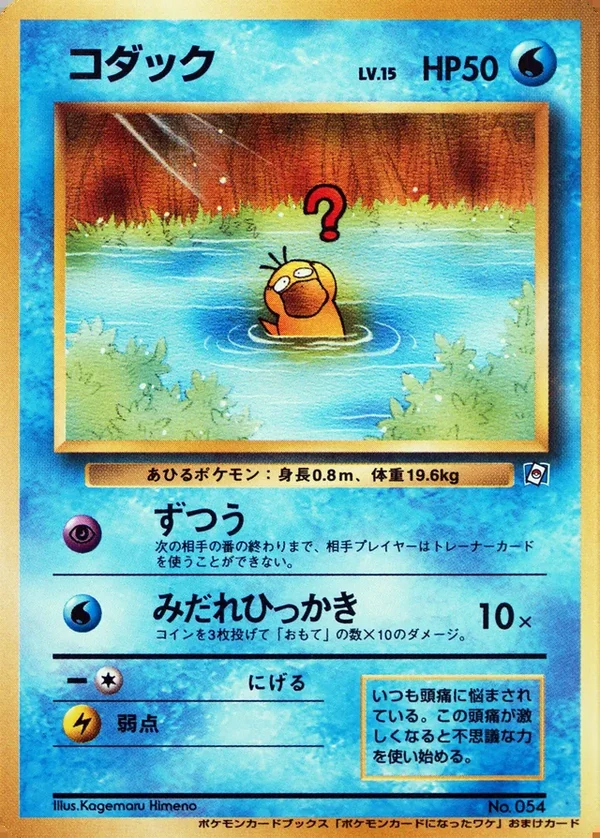 コダック LV.15 HP50
?
あひるポケモン：身長0.8m、体重19.6kg
ずつう
次の相手の番の終わりまで、相手プレイヤーはトレーナーカード
を使うことができない。
みだれひっかき 10×
コインを3枚投げて「おもて」の数×10のダメージ。
にげる
弱点
いつも頭痛に悩まされ
ている。この頭痛が激
しくなると不思議な力
を使い始める。
Illus.Kagemaru Himeno No.054
ポケモンカードブックス「ポケモンカードになったワケ」おまけカード